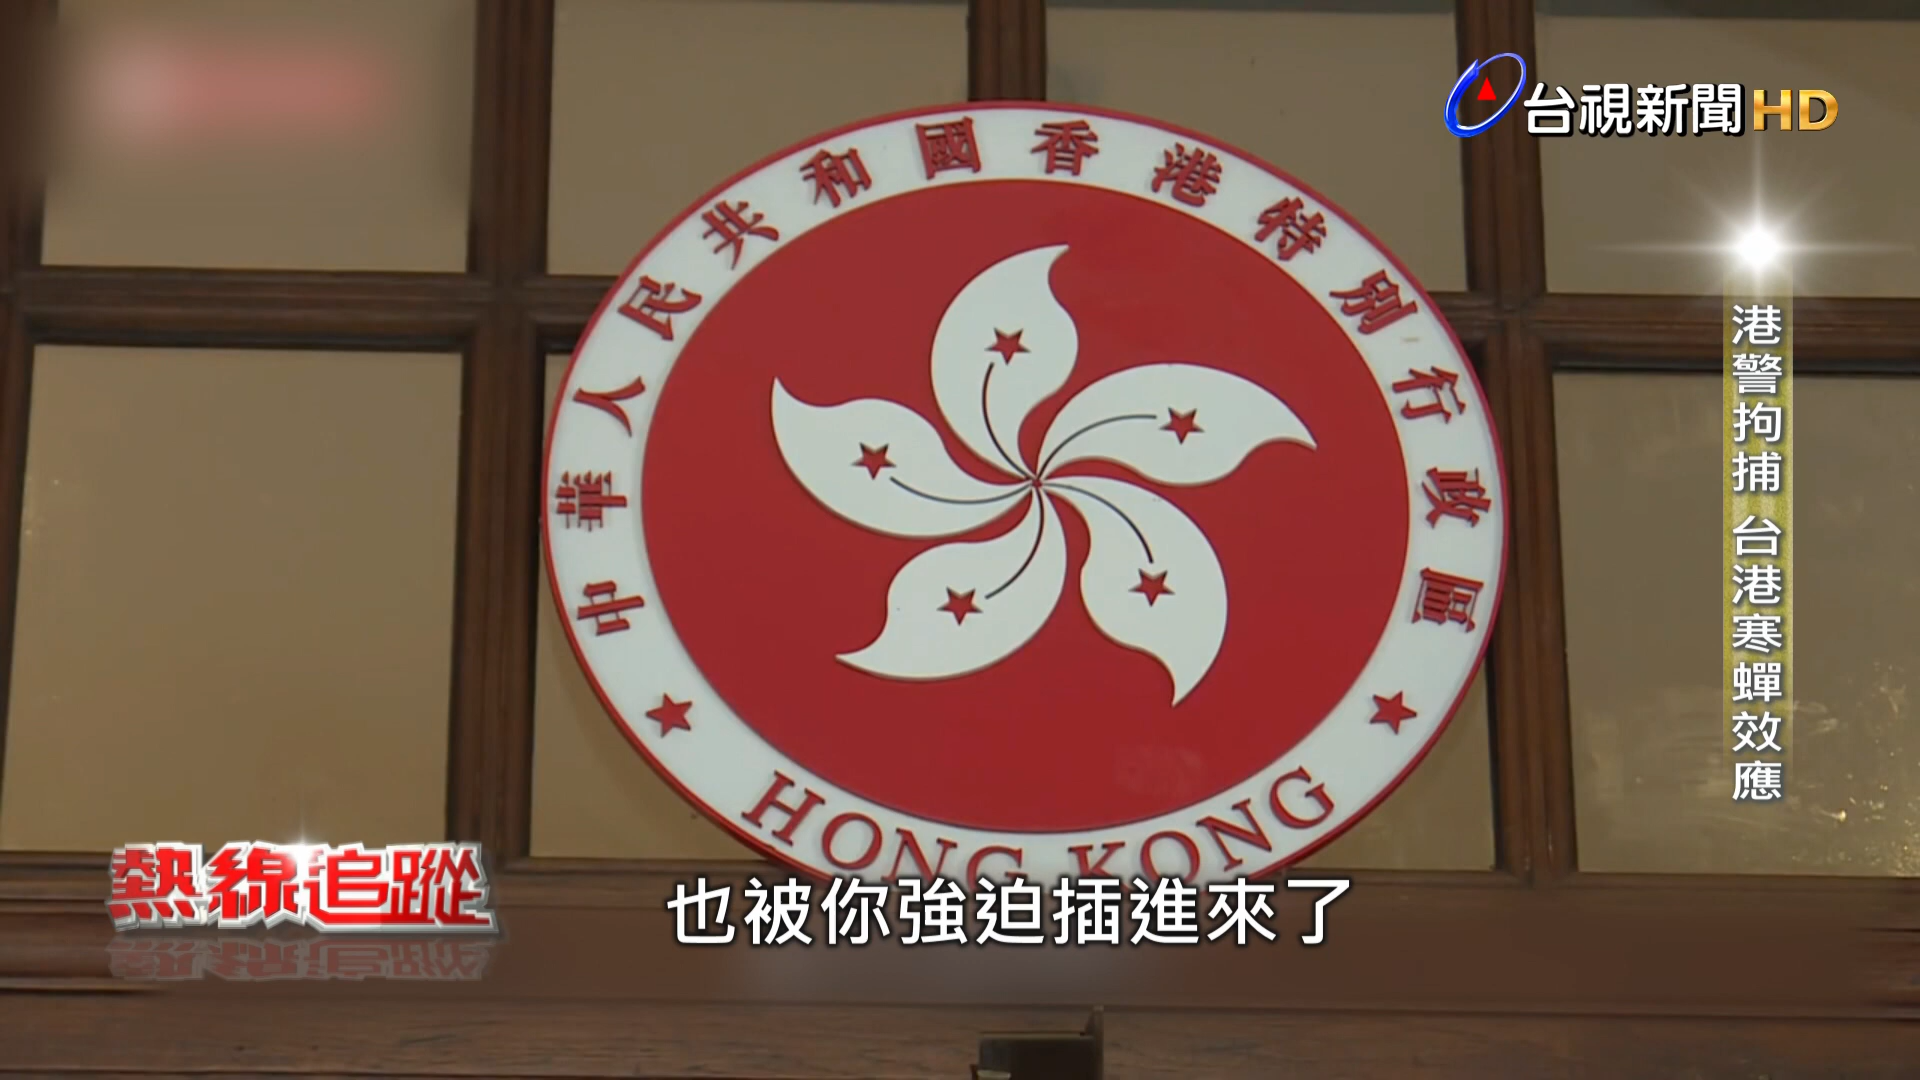 台視新聞HD
中華人民共和國香港特別行政區
HONG KONG
港警拘捕 台港寒蟬效應
熱線追蹤
也被你強迫插進來了